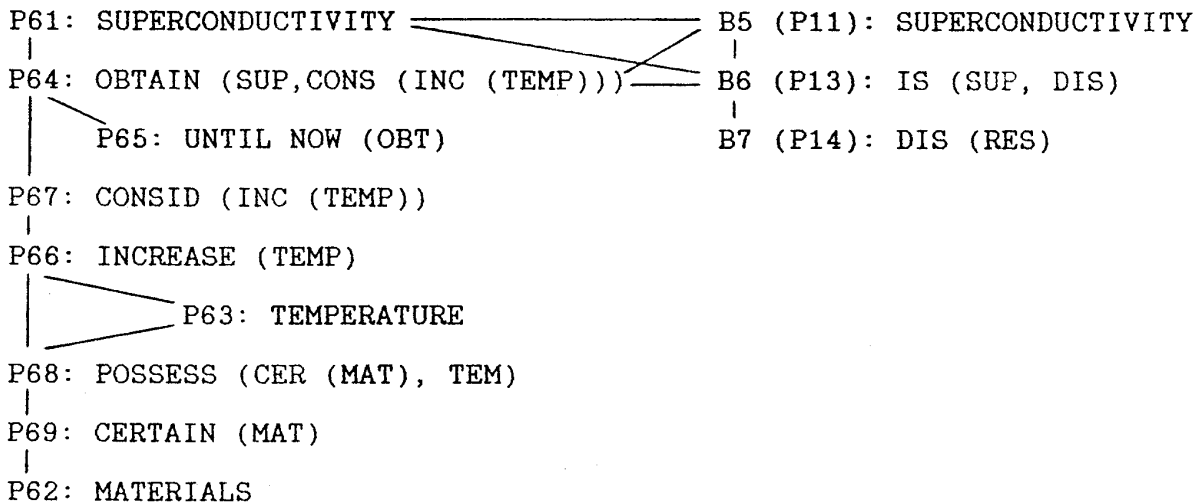 P61: SUPERCONDUCTIVITY B5 (P11): SUPERCONDUCTIVITY
P64: OBTAIN (SUP,CONS (INC (TEMP))) B6 (P13): IS (SUP, DIS)
P65: UNTIL NOW (OBT) B7 (P14): DIS (RES)
P67: CONSID (INC (TEMP))
P66: INCREASE (TEMP)
P63: TEMPERATURE
P68: POSSESS (CER (MAT), TEM)
P69: CERTAIN (MAT)
P62: MATERIALS